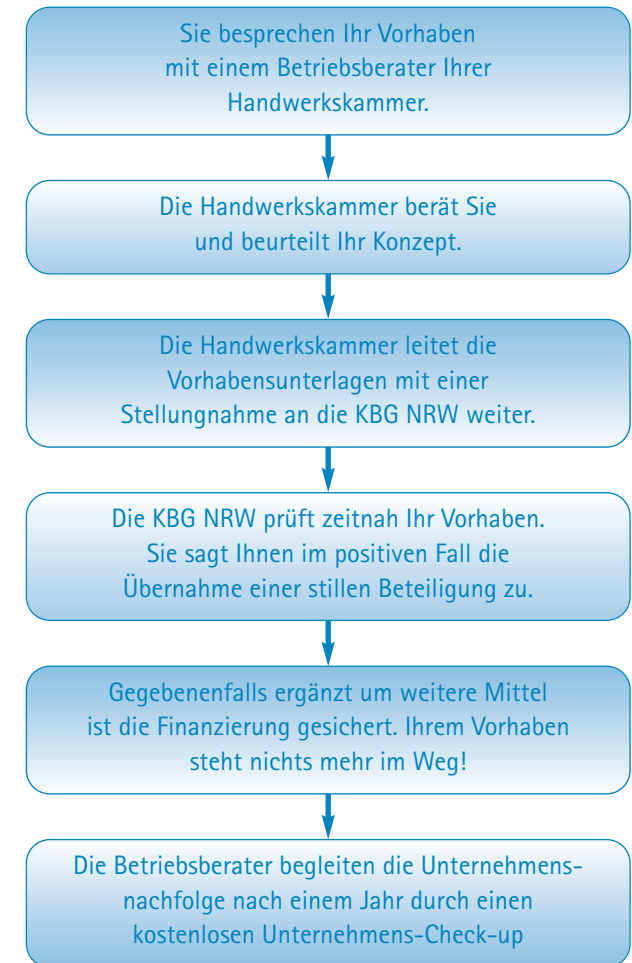 Sie besprechen Ihr Vorhaben
mit einem Betriebsberater Ihrer
Handwerkskammer.
Die Handwerkskammer berät Sie
und beurteilt Ihr Konzept.
Die Handwerkskammer leitet die
Vorhabensunterlagen mit einer
Stellungnahme an die KBG NRW weiter.
Die KBG NRW prüft zeitnah Ihr Vorhaben.
Sie sagt Ihnen im positiven Fall die
Übernahme einer stillen Beteiligung zu.
Gegebenenfalls ergänzt um weitere Mittel
ist die Finanzierung gesichert. Ihrem Vorhaben
steht nichts mehr im Weg!
Die Betriebsberater begleiten die Unternehmens-
nachfolge nach einem Jahr durch einen
kostenlosen Unternehmens-Check-up